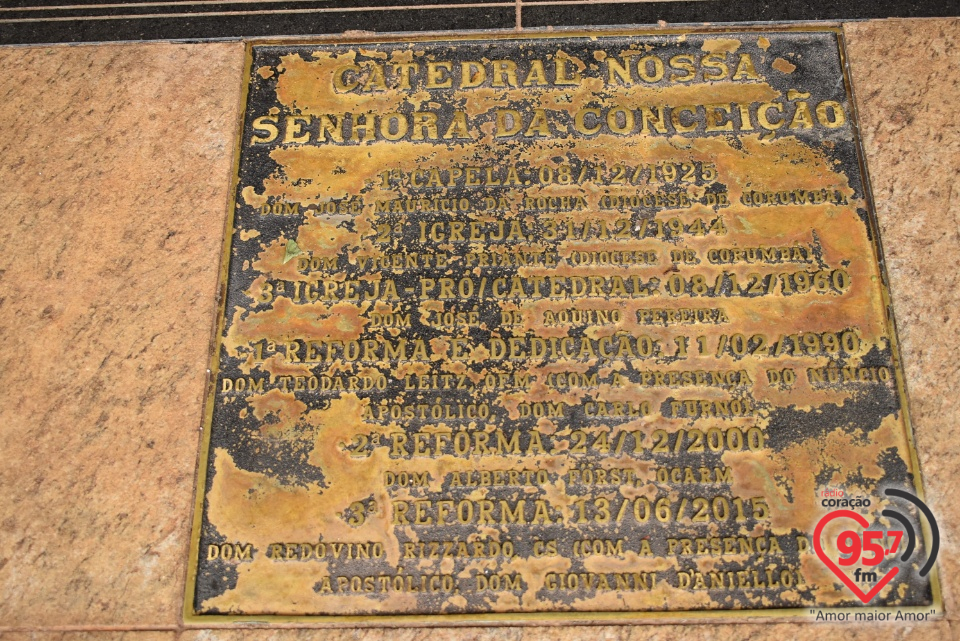 CATEDRAL NOSSA
SENHORA DA CONCEIÇÃO
1ª CAPELA: 08/12/1925
DOM JOSÉ MAURÍCIO DA ROCHA (DIOCESE DE CORUMBÁ)
2ª IGREJA: 31/12/1944
DOM VICENTE PRIANTE (DIOCESE DE CORUMBÁ)
3ª IGREJA-PRÓ/CATEDRAL: 08/12/1960
DOM JOSÉ DE AQUINO PEREIRA
1ª REFORMA E DEDICAÇÃO: 11/02/1990
DOM TEODARDO LEITZ, OFM (COM A PRESENÇA DO NÚNCIO
APOSTÓLICO, DOM CARLO FURNO)
2ª REFORMA: 24/12/2000
DOM ALBERTO FÖRST, OCARM
3ª REFORMA: 13/06/2015
DOM REDOVINO RIZZARDO, CS (COM A PRESENÇA
APOSTÓLICO: DOM GIOVANNI D'ANIELLO)
rádio
coração
95.7
fm
"Amor maior Amor"